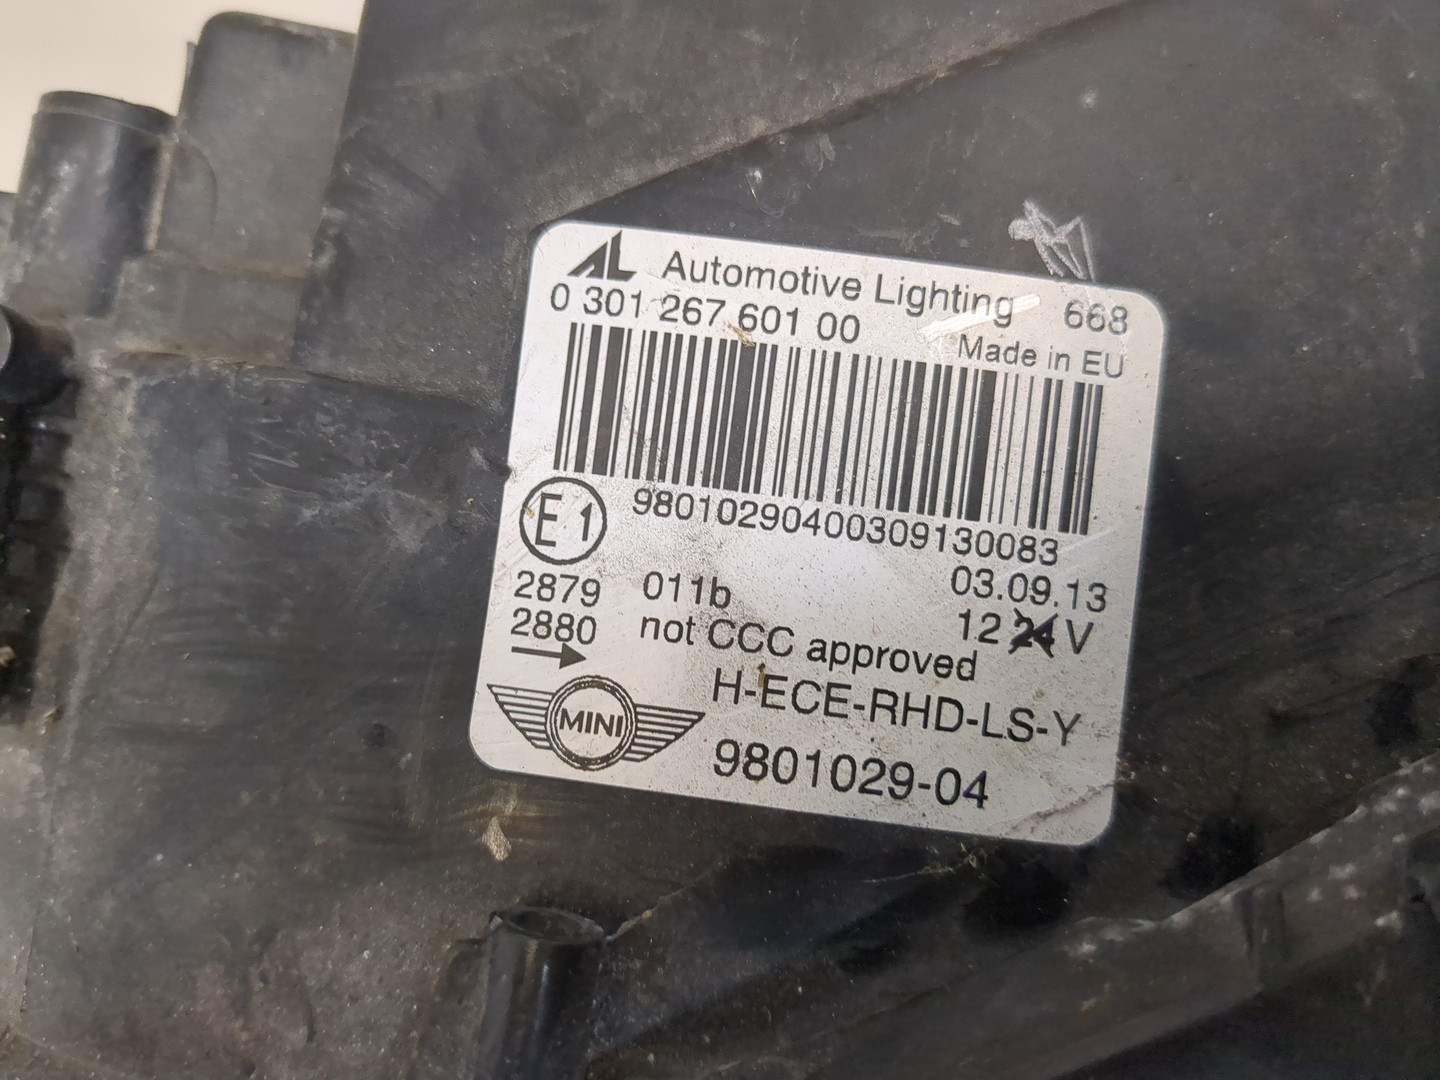 AL Automotive Lighting 668
0 301 267 601 00
Made in EU
98010290400309130083
E1
2879 011b 03.09.13
2880 not CCC approved 12 24 V
H-ECE-RHD-LS-Y
MINI
9801029-04